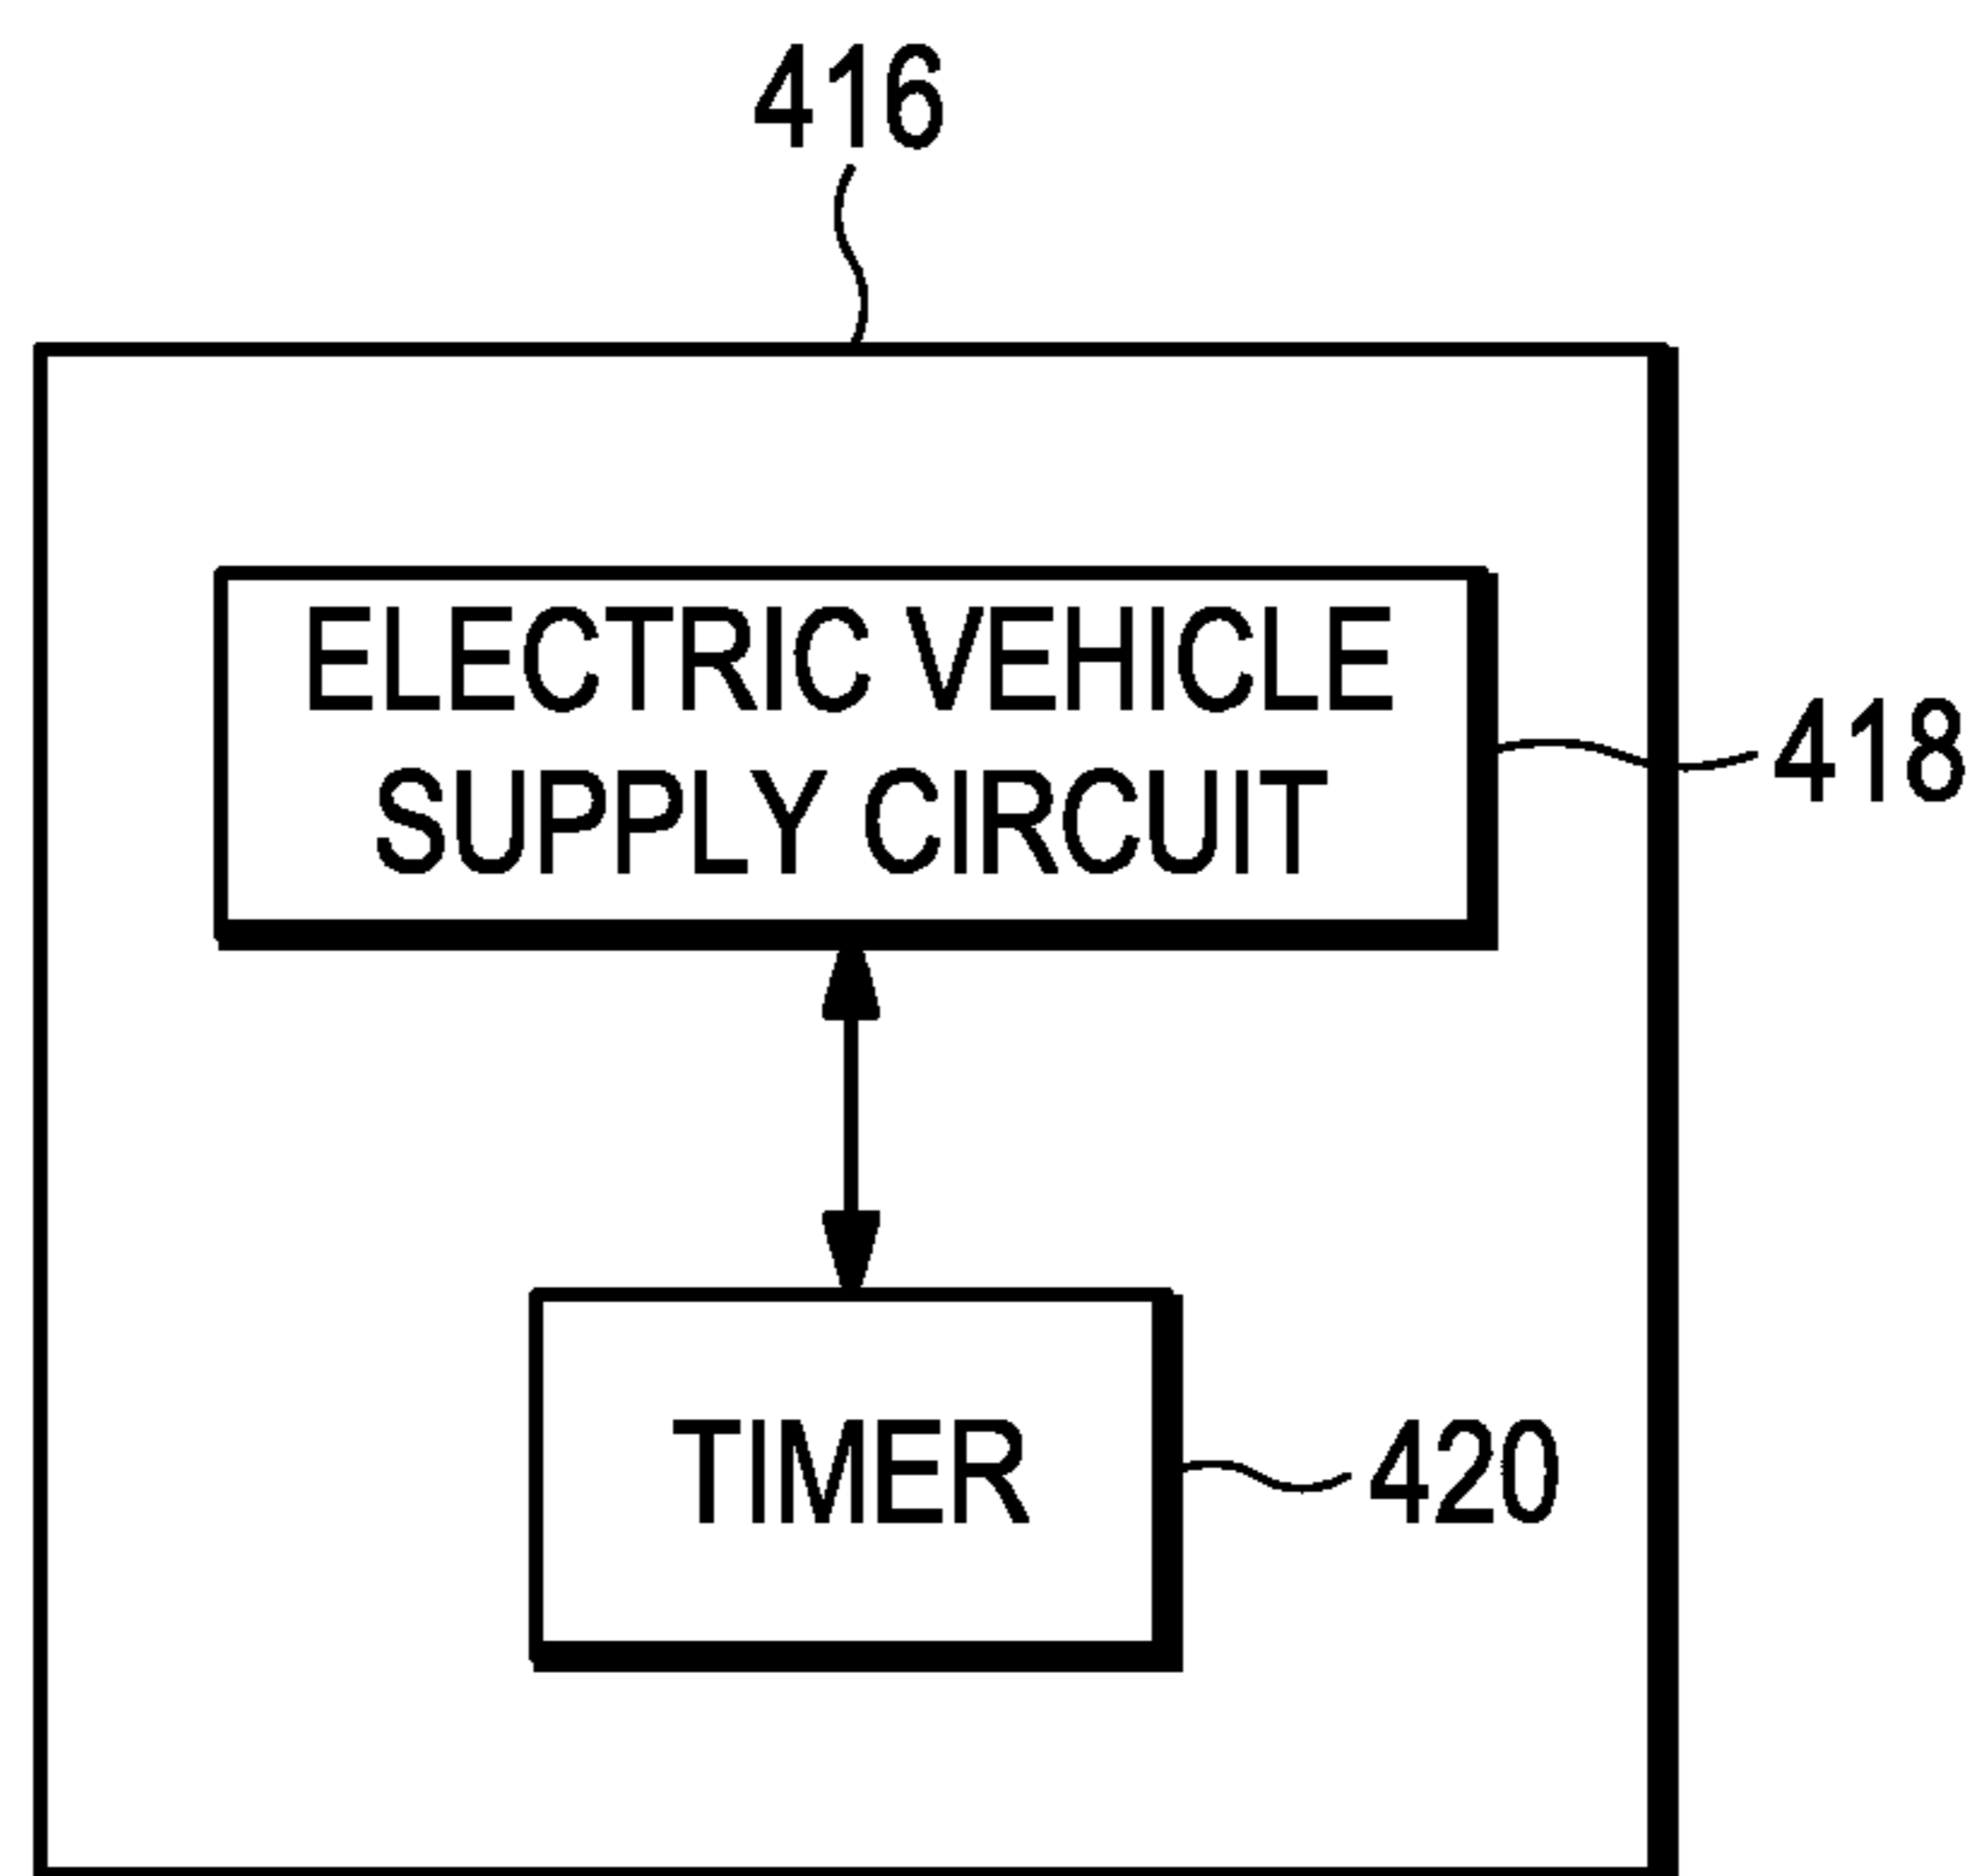 416
ELECTRIC VEHICLE
SUPPLY CIRCUIT
418
TIMER
420